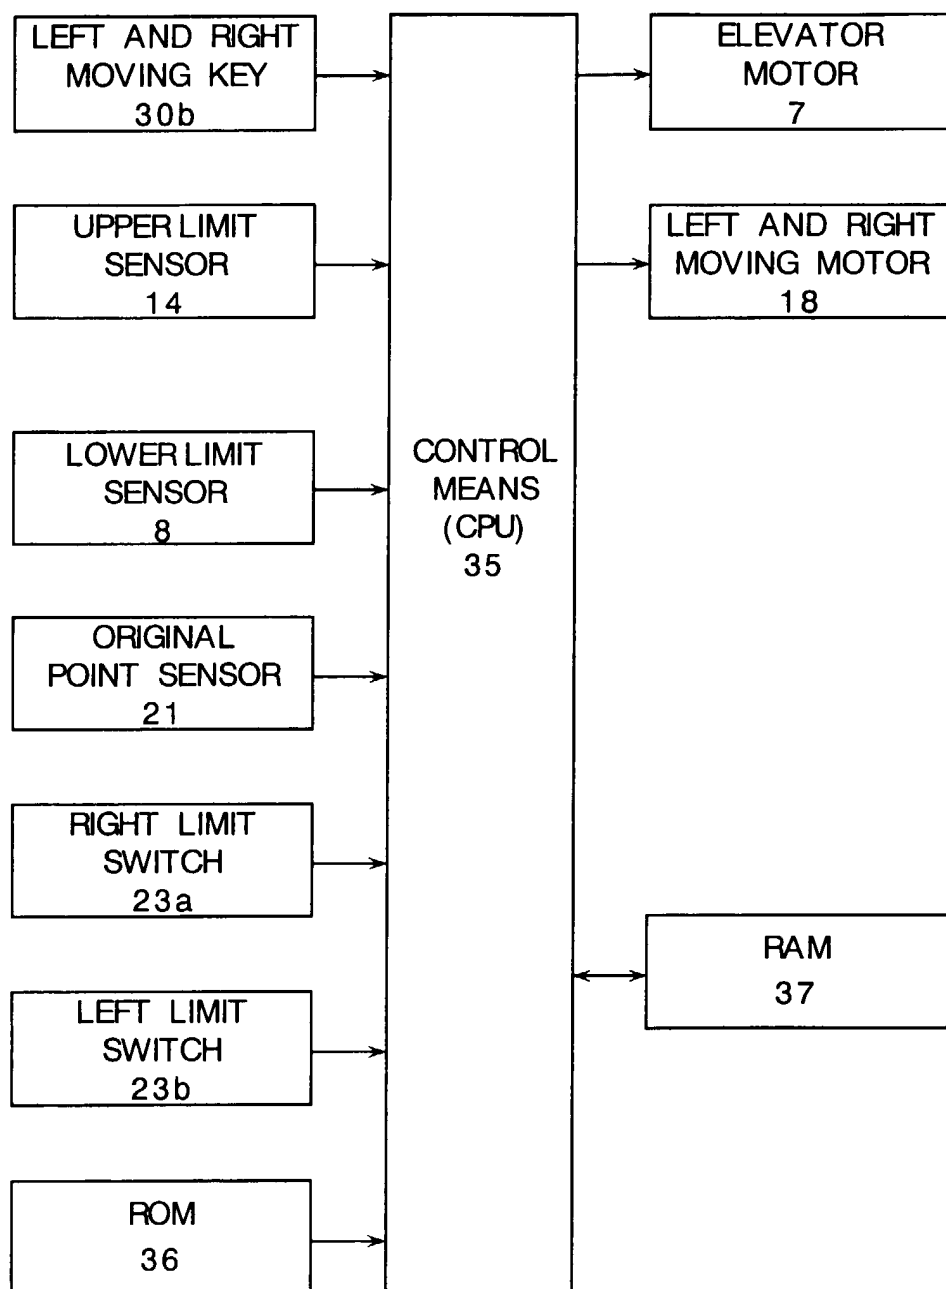 LEFT AND RIGHT
MOVING KEY
30b
UPPER LIMIT
SENSOR
14
LOWER LIMIT
SENSOR
8
ORIGINAL
POINT SENSOR
21
RIGHT LIMIT
SWITCH
23a
LEFT LIMIT
SWITCH
23b
ROM
36
CONTROL
MEANS
(CPU)
35
ELEVATOR
MOTOR
7
LEFT AND RIGHT
MOVING MOTOR
18
RAM
37